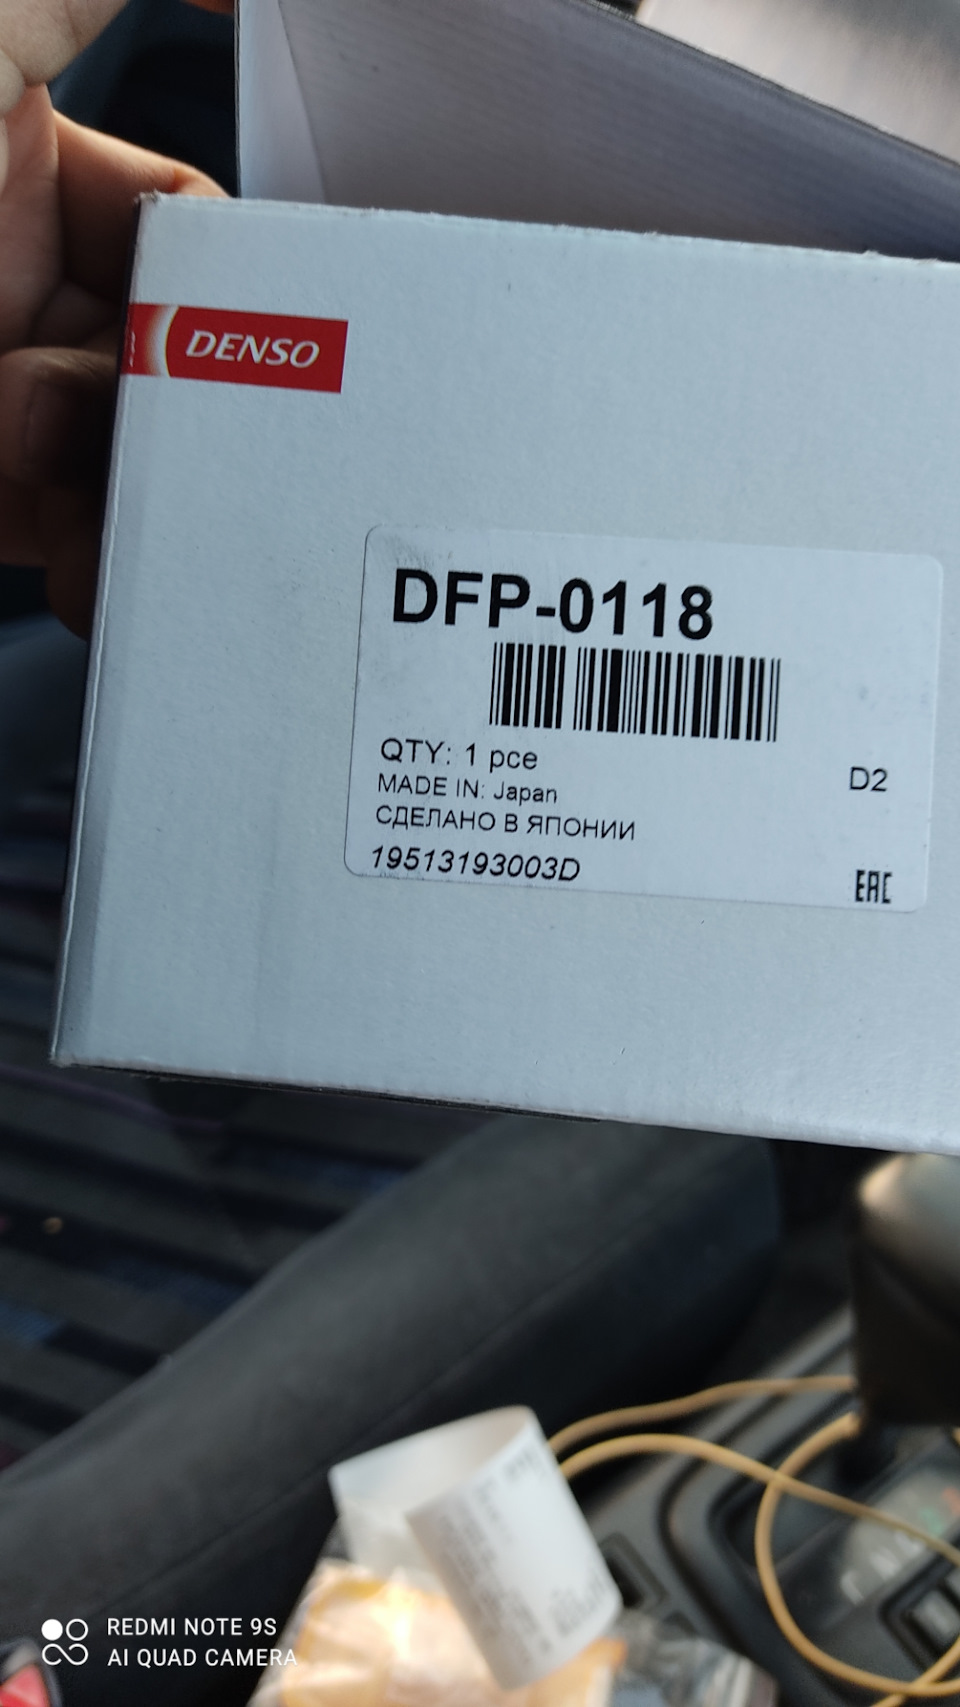 DENSO
DFP-0118
QTY: 1 pce
D2
MADE IN: Japan
СДЕЛАНО В ЯПОНИИ
19513193003D
EAC
REDMI NOTE 9S
AI QUAD CAMERA